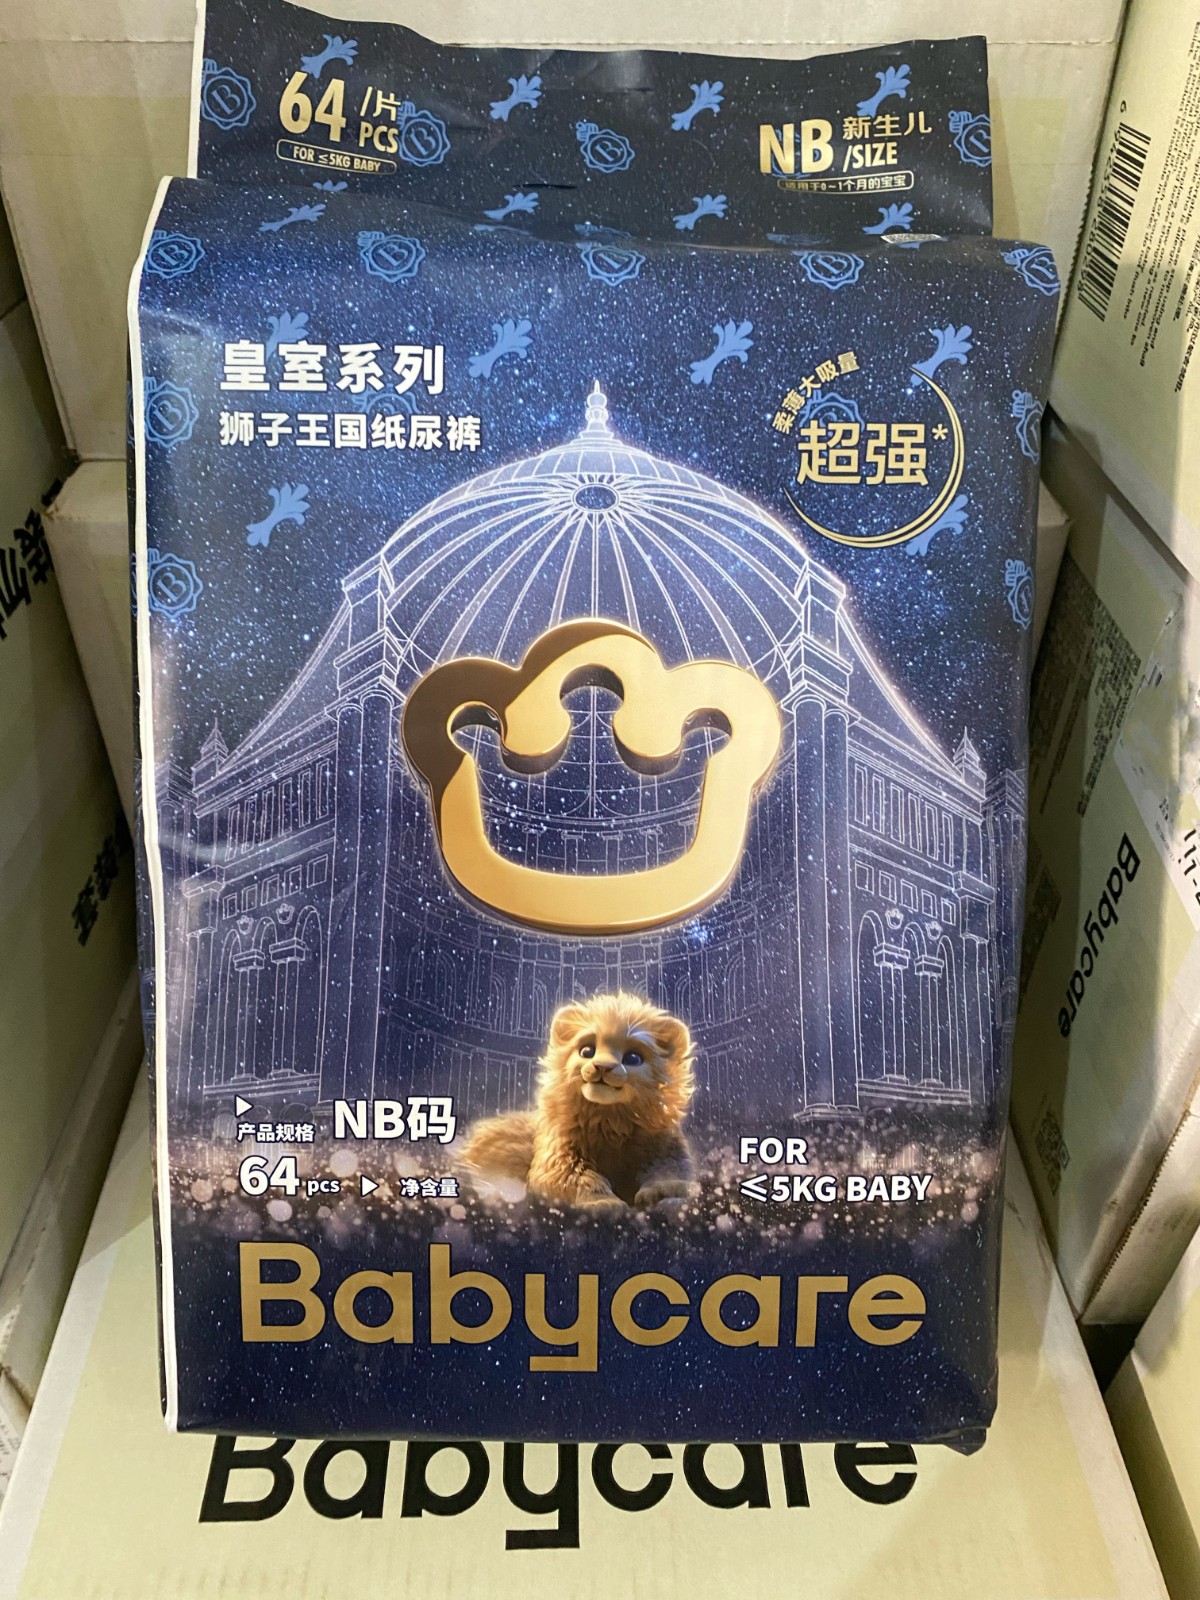 64/片
PCS
FOR ≤5KG BABY
NB 新生儿
/SIZE
适用于0~1个月的宝宝
皇室系列
狮子王国纸尿裤
柔薄大吸量
超强*
产品规格 NB码
64pcs 净含量
FOR
≤5KG BABY
Babycare
Babycare
Babycare